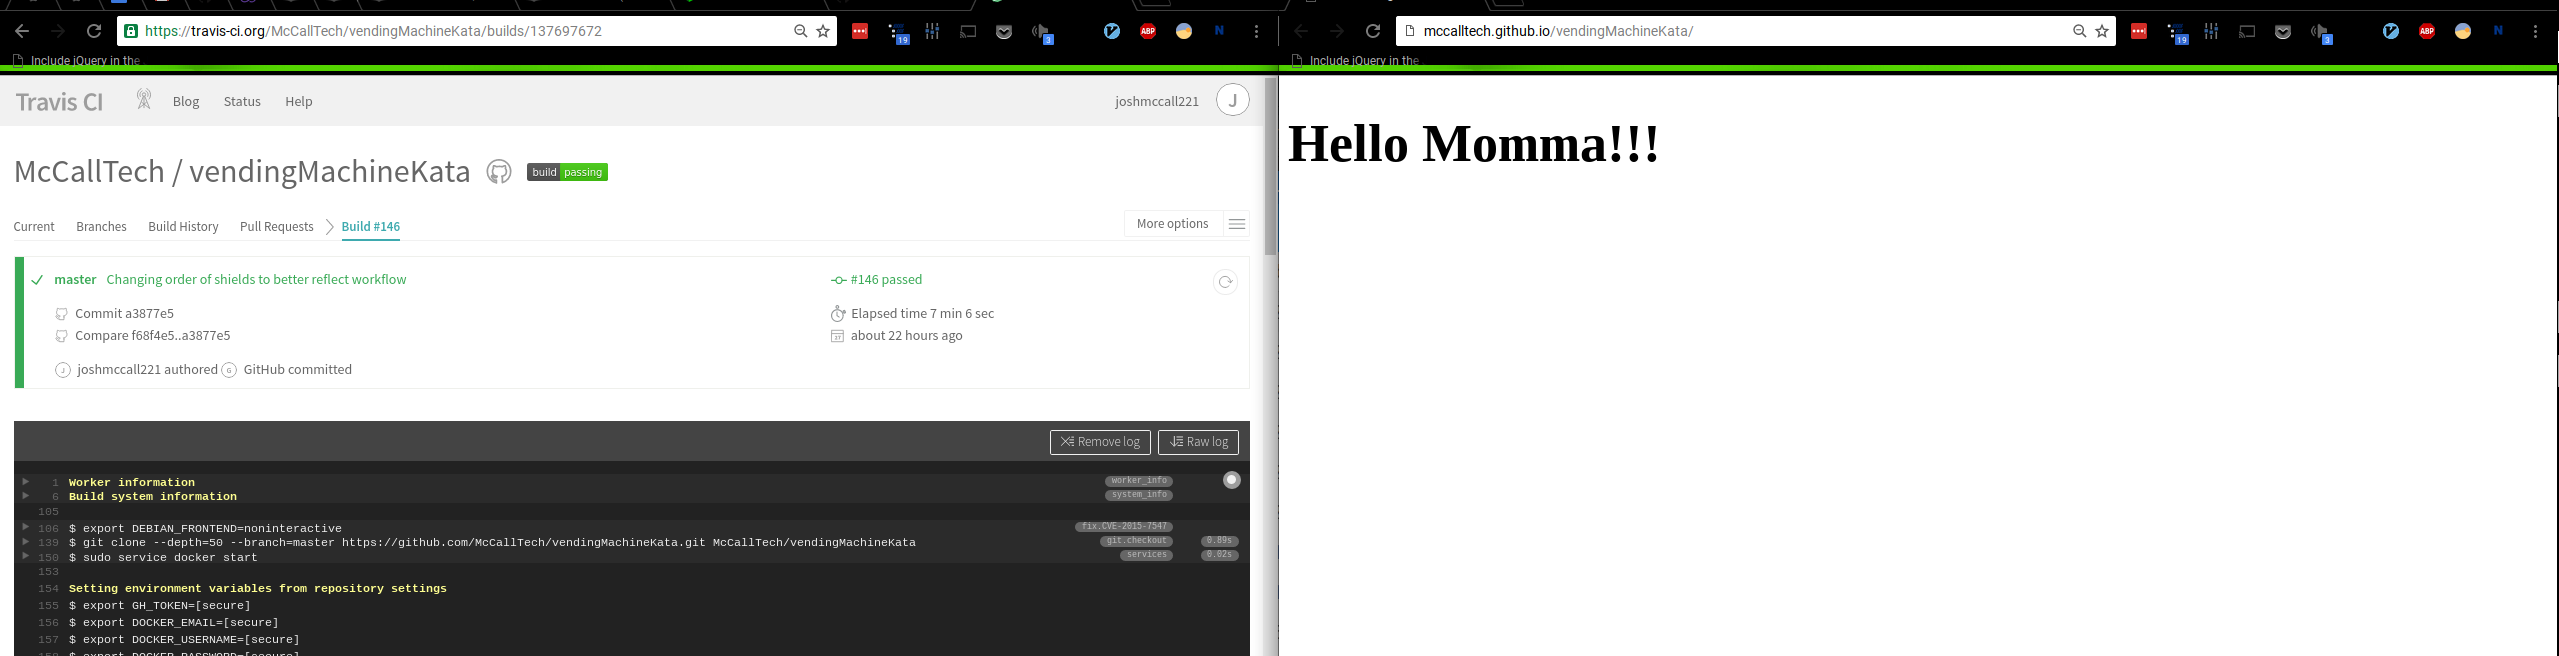 https://travis-ci.org/McCallTech/vendingMachineKata/builds/137697672
19
3
ABP
N
Include jQuery in the
Travis CI
Blog
Status
Help
joshmccall221
J
McCallTech / vendingMachineKata
build passing
Current
Branches
Build History
Pull Requests
Build #146
More options
master Changing order of shields to better reflect workflow
#146 passed
Commit a3877e5
Elapsed time 7 min 6 sec
Compare f68f4e5..a3877e5
about 22 hours ago
J joshmccall221 authored G GitHub committed
Remove log
Raw log
1 Worker information worker_info
6 Build system information system_info
105
106 $ export DEBIAN_FRONTEND=noninteractive fix.CVE-2015-7547
139 $ git clone --depth=50 --branch=master https://github.com/McCallTech/vendingMachineKata.git McCallTech/vendingMachineKata git.checkout 0.89s
150 $ sudo service docker start services 0.02s
153
154 Setting environment variables from repository settings
155 $ export GH_TOKEN=[secure]
156 $ export DOCKER_EMAIL=[secure]
157 $ export DOCKER_USERNAME=[secure]
158 $ export DOCKER_PASSWORD=[secure]
mccalltech.github.io/vendingMachineKata/
19
3
ABP
N
Include jQuery in the
Hello Momma!!!